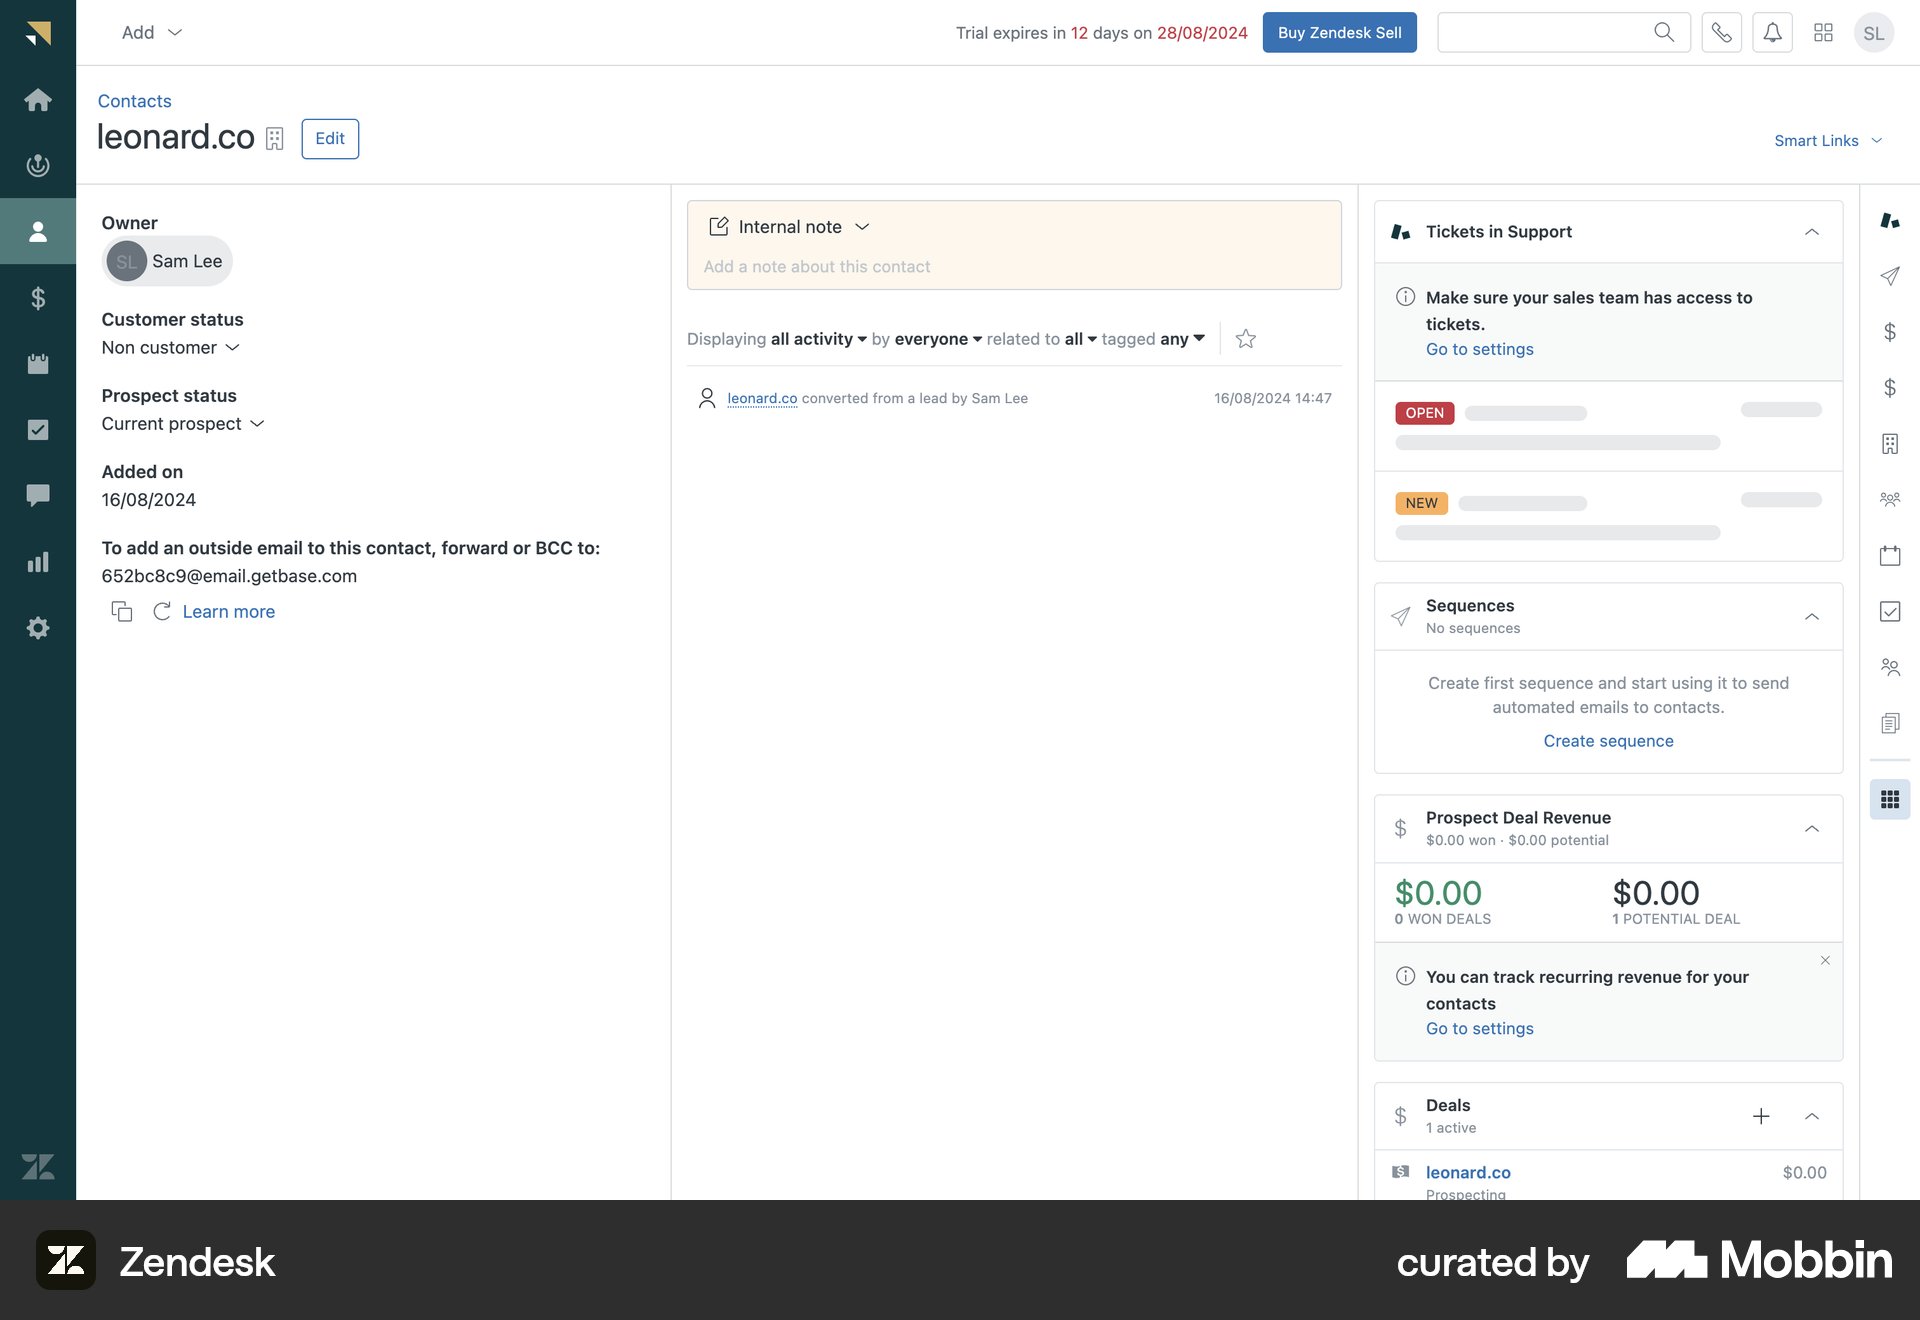 Add
Trial expires in 12 days on 28/08/2024
Buy Zendesk Sell
SL
Contacts
leonard.co
Edit
Smart Links
Owner
SL Sam Lee
Customer status
Non customer
Prospect status
Current prospect
Added on
16/08/2024
To add an outside email to this contact, forward or BCC to:
652bc8c9@email.getbase.com
Learn more
Internal note
Add a note about this contact
Displaying all activity by everyone related to all tagged any
leonard.co converted from a lead by Sam Lee 16/08/2024 14:47
Tickets in Support
Make sure your sales team has access to
tickets.
Go to settings
OPEN
NEW
Sequences
No sequences
Create first sequence and start using it to send
automated emails to contacts.
Create sequence
Prospect Deal Revenue
$0.00 won · $0.00 potential
$0.00 $0.00
0 WON DEALS 1 POTENTIAL DEAL
You can track recurring revenue for your
contacts
Go to settings
Deals
1 active
leonard.co $0.00
Prospecting
Zendesk
curated by Mobbin